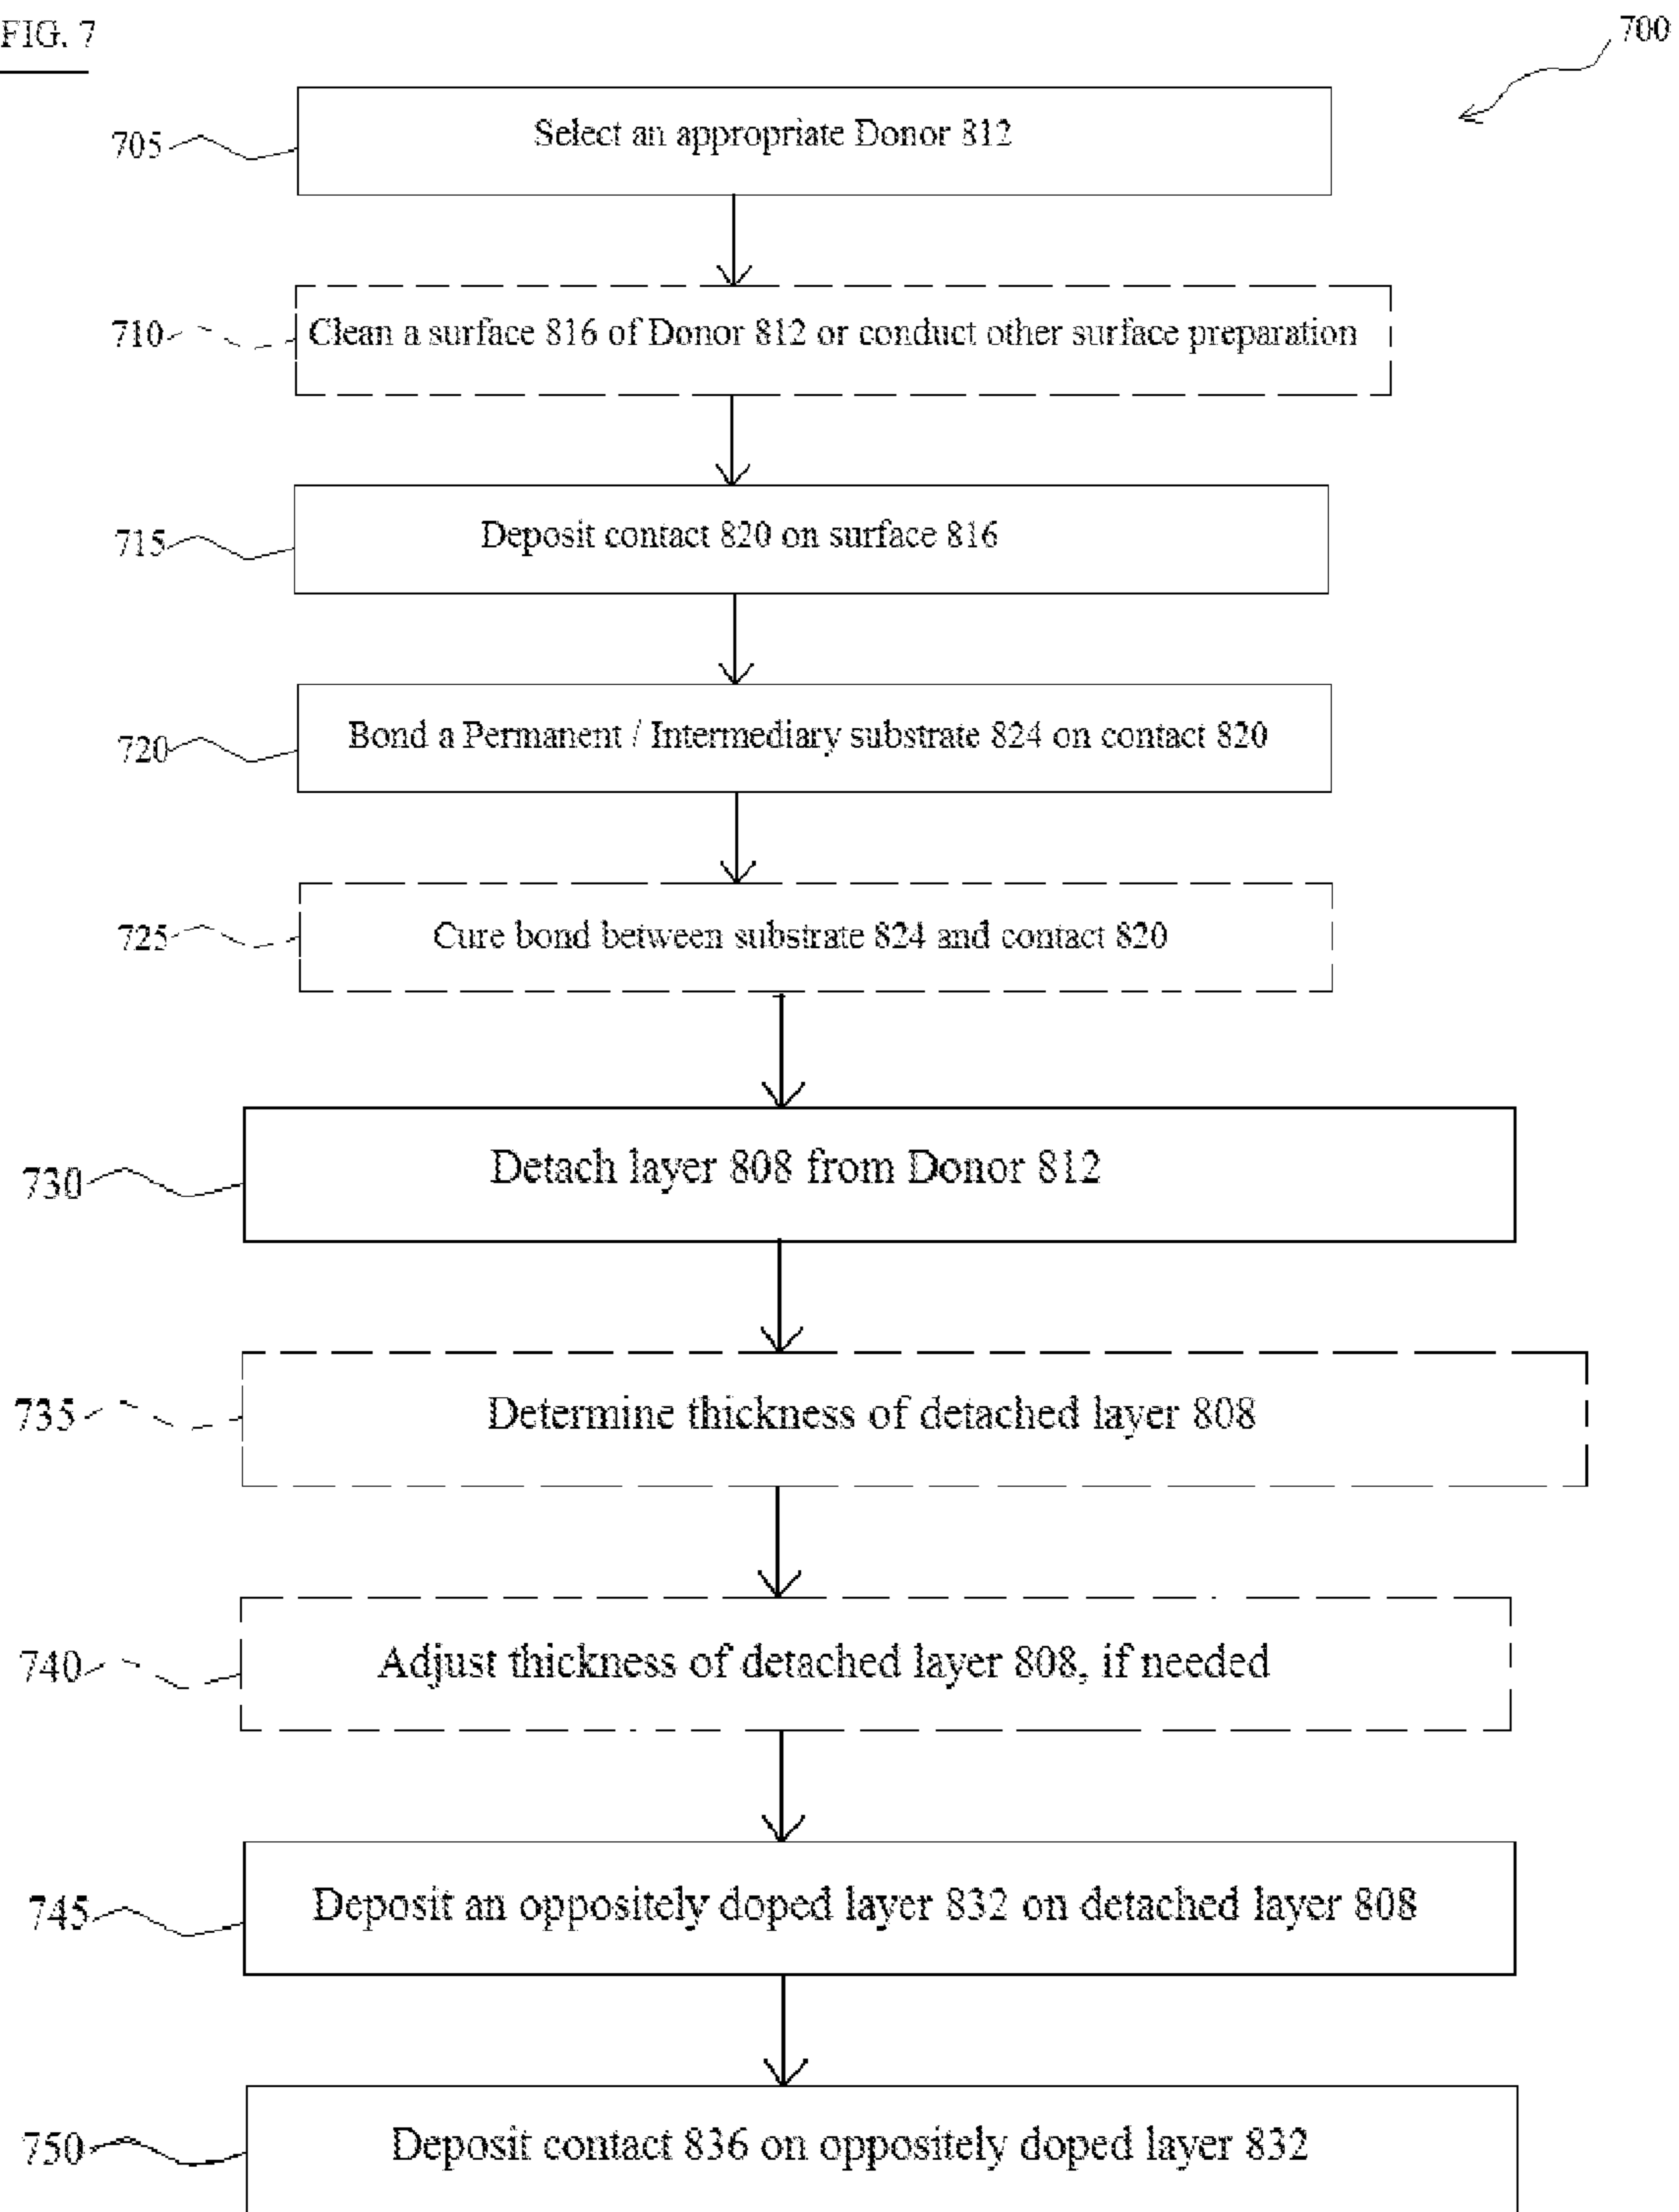 FIG. 7
700
705
Select an appropriate Donor 812
710
Clean a surface 816 of Donor 812 or conduct other surface preparation
715
Deposit contact 820 on surface 816
720
Bond a Permanent / Intermediary substrate 824 on contact 820
725
Cure bond between substrate 824 and contact 820
730
Detach layer 808 from Donor 812
735
Determine thickness of detached layer 808
740
Adjust thickness of detached layer 808, if needed
745
Deposit an oppositely doped layer 832 on detached layer 808
750
Deposit contact 836 on oppositely doped layer 832